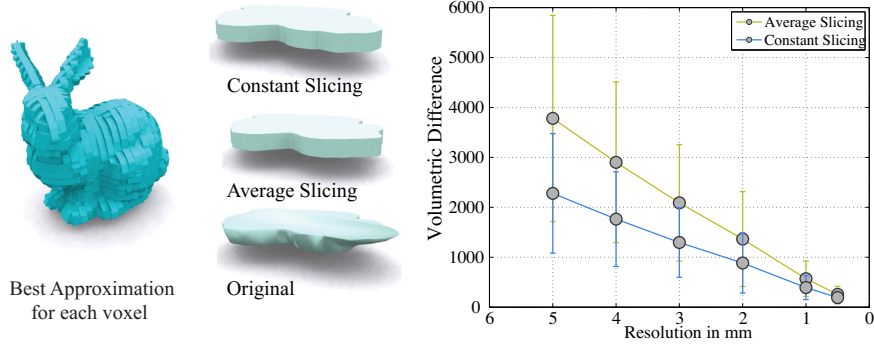 Constant Slicing
Average Slicing
Original
Best Approximation
for each voxel
Average Slicing
Constant Slicing
Volumetric Difference
6000
5000
4000
3000
2000
1000
0
6
5
4
3
2
1
0
Resolution in mm